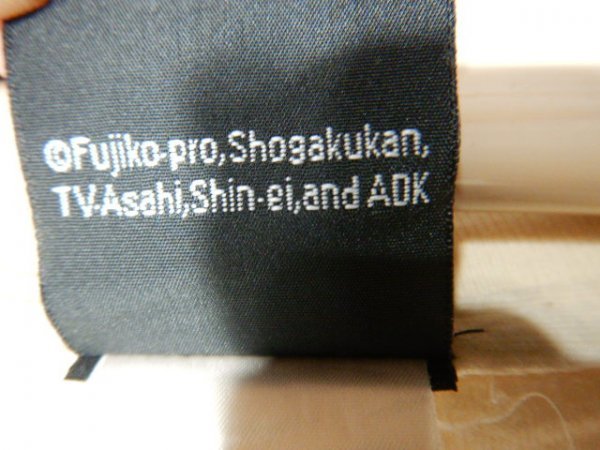 ©Fujiko-pro,Shogakukan,
TV.Asahi,Shin-ei,and ADK